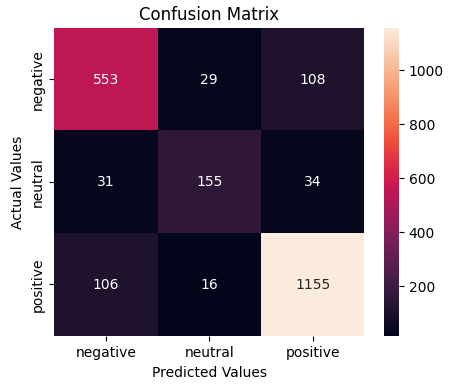 Confusion Matrix
Actual Values
negative
553 29 108
neutral
31 155 34
positive
106 16 1155
negative neutral positive
Predicted Values
1000
800
600
400
200